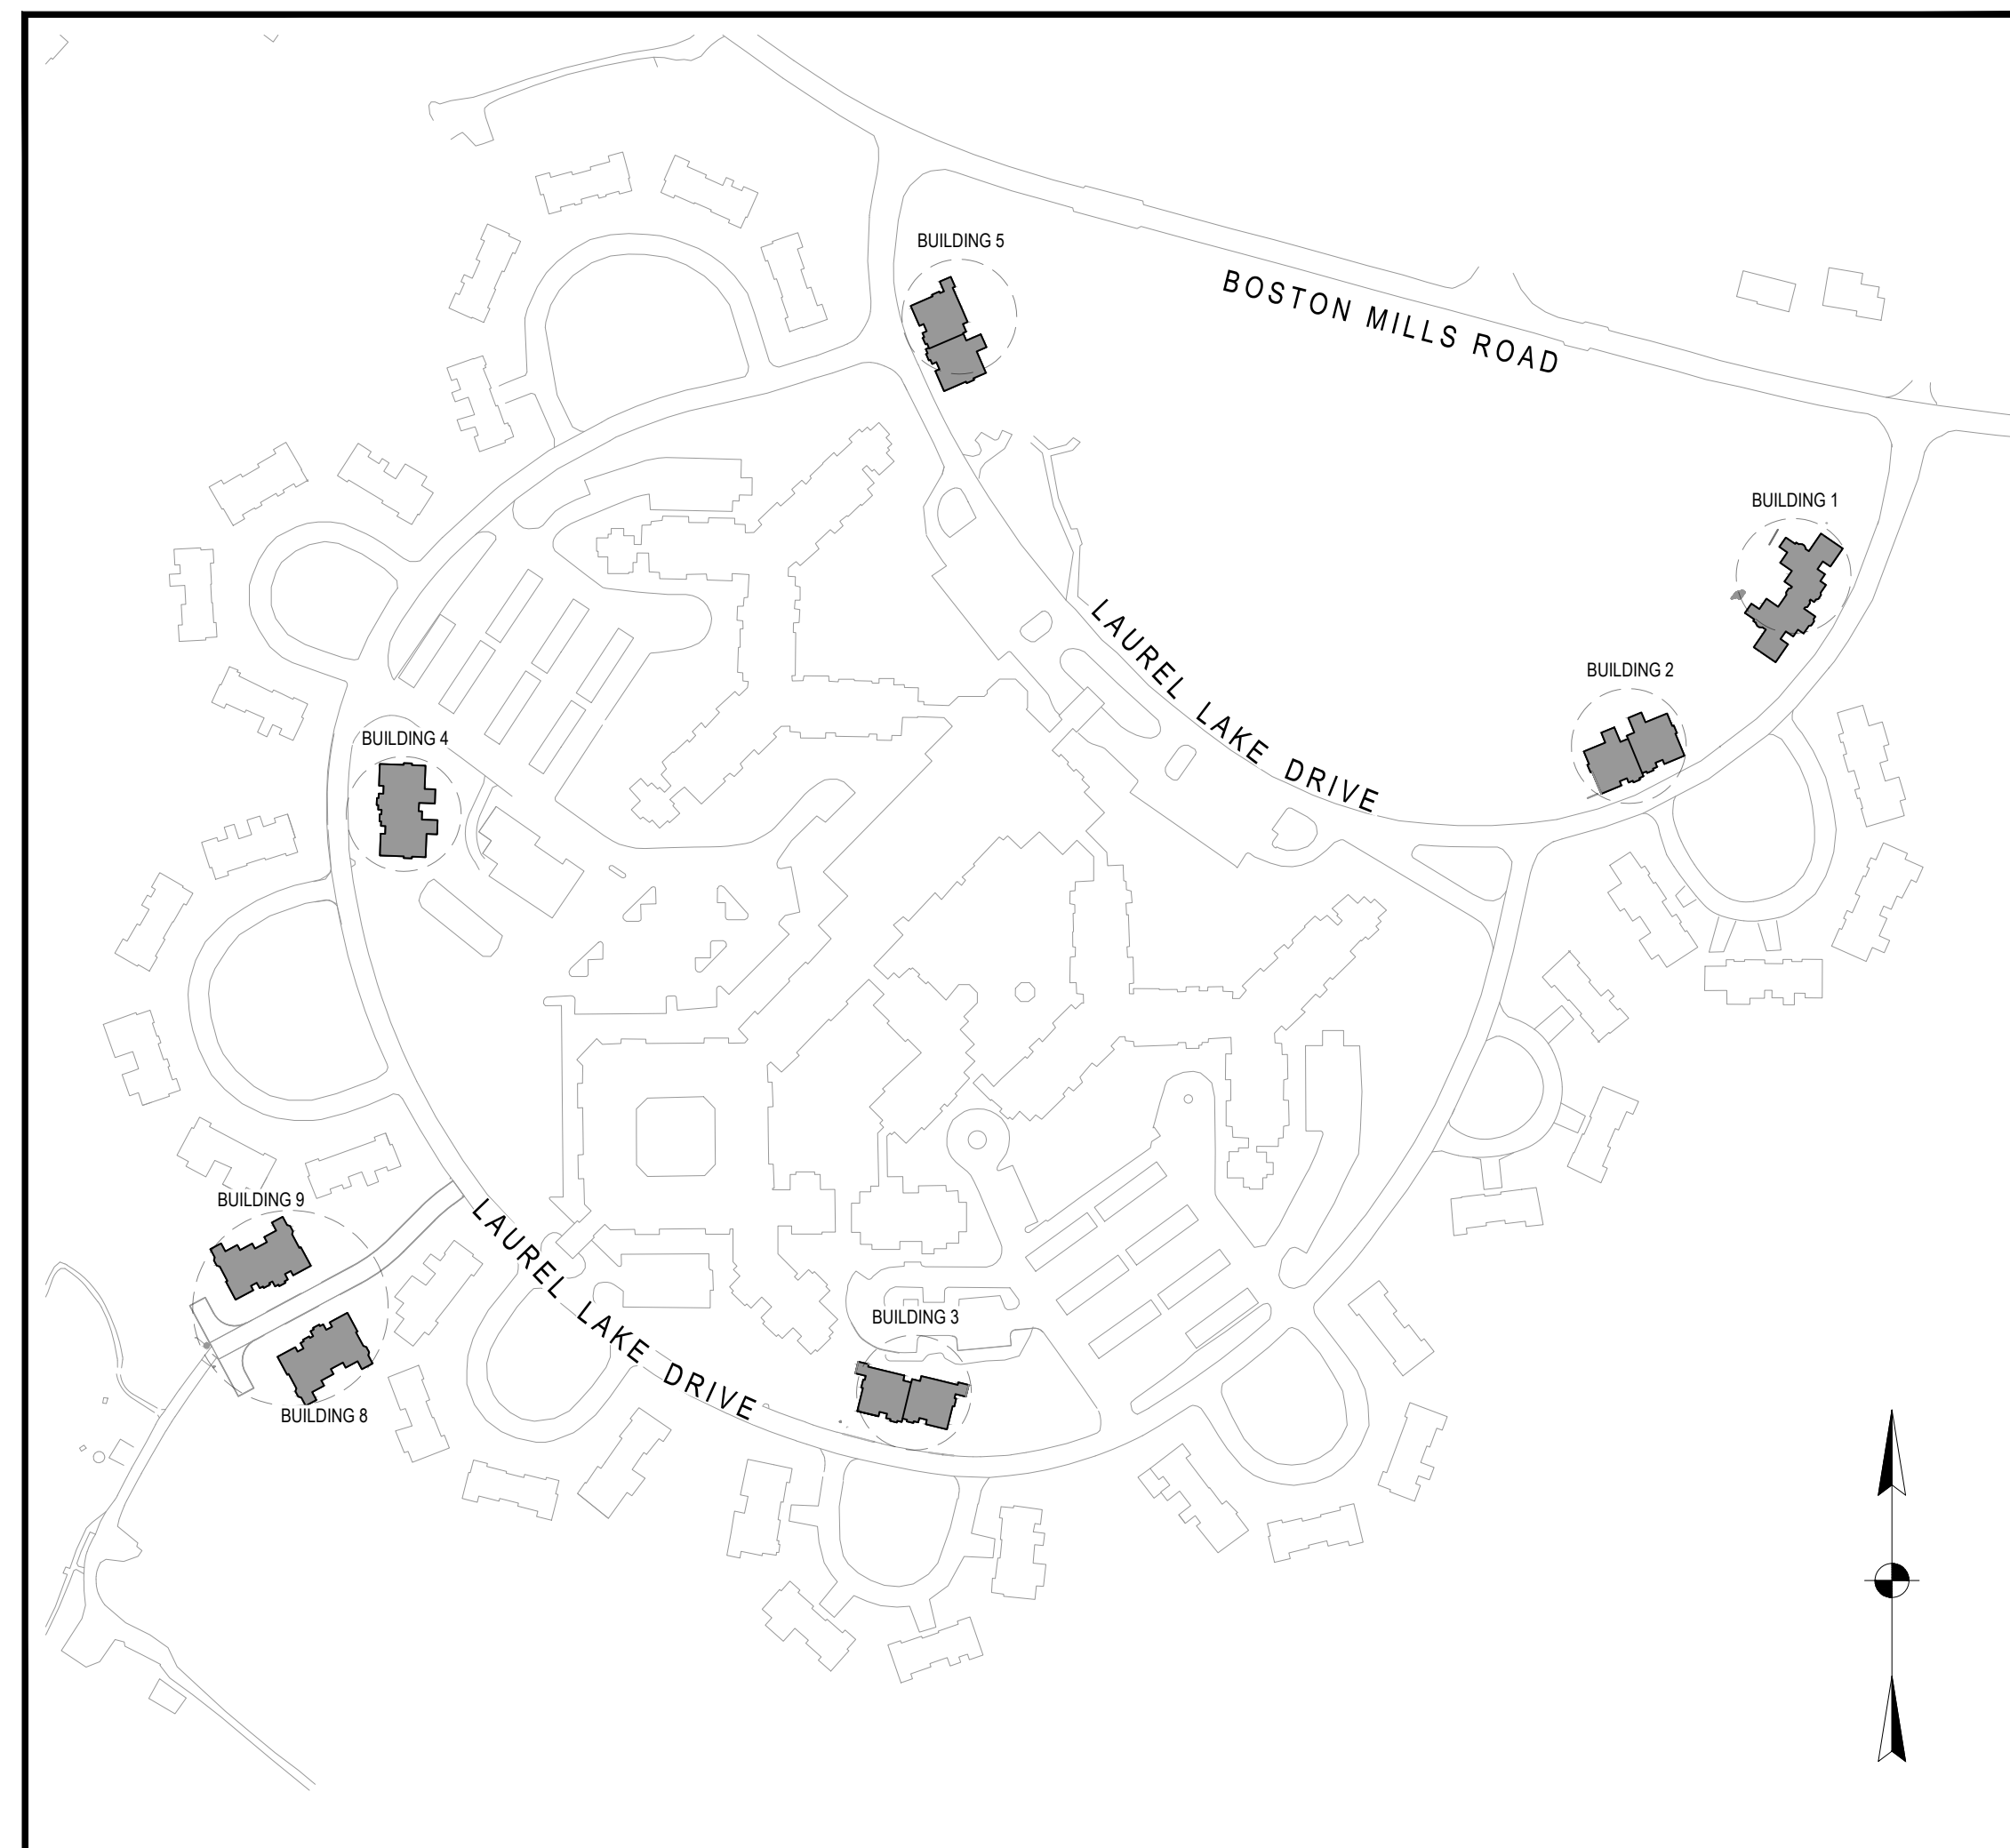 BUILDING 5
BOSTON MILLS ROAD
BUILDING 1
LAUREL LAKE DRIVE
BUILDING 2
BUILDING 4
BUILDING 9
LAUREL LAKE DRIVE
BUILDING 3
BUILDING 8